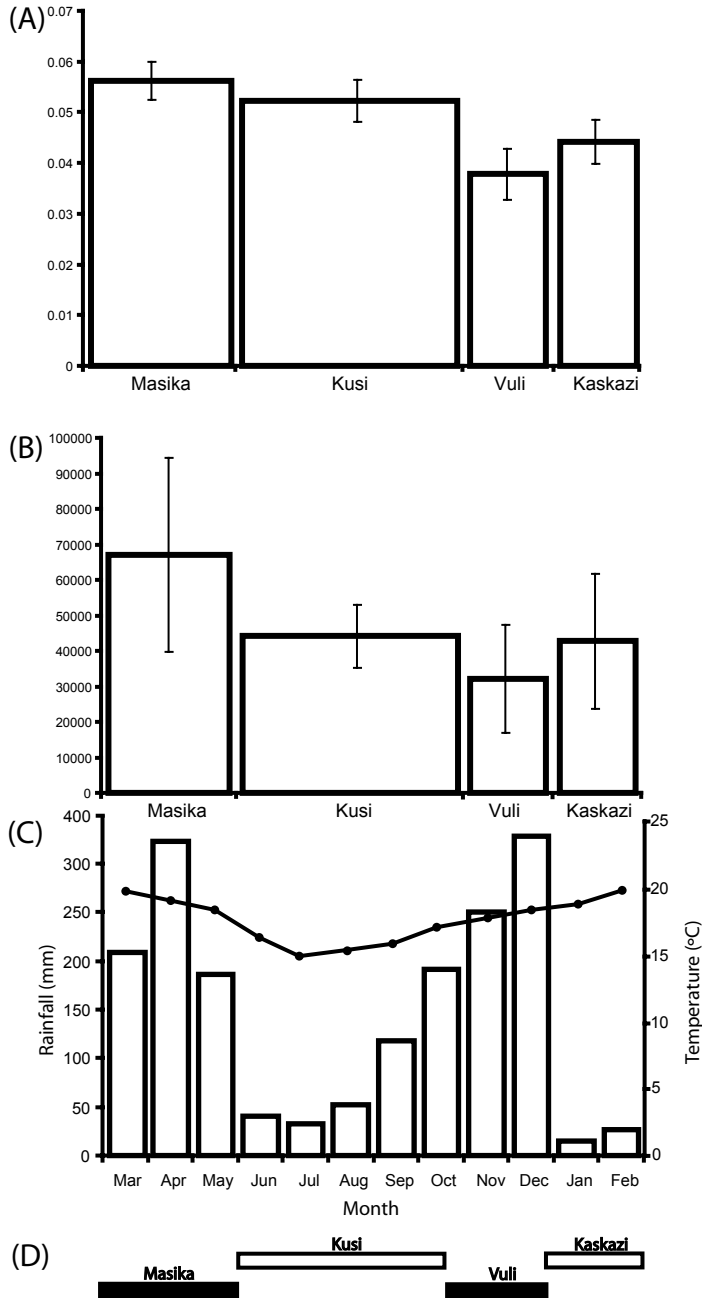 (A)
0.07
0.06
0.05
0.04
0.03
0.02
0.01
0
Masika Kusi Vuli Kaskazi
(B)
100000
90000
80000
70000
60000
50000
40000
30000
20000
10000
0
Masika Kusi Vuli Kaskazi
(C)
Rainfall (mm)
400
350
300
250
200
150
100
50
0
25
20
15
10
5
0
Temperature (ºC)
Mar Apr May Jun Jul Aug Sep Oct Nov Dec Jan Feb
Month
(D)
Kusi Kaskazi
Masika Vuli